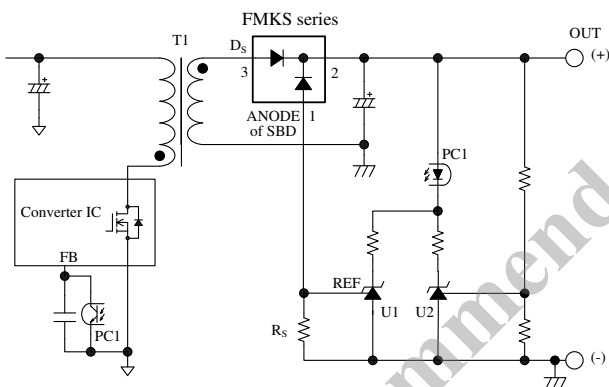 FMKS series
OUT
T1
DS
(+)
3
2
1
ANODE
of SBD
PC1
Converter IC
FB
REF
U1
U2
PC1
RS
(-)
mmend